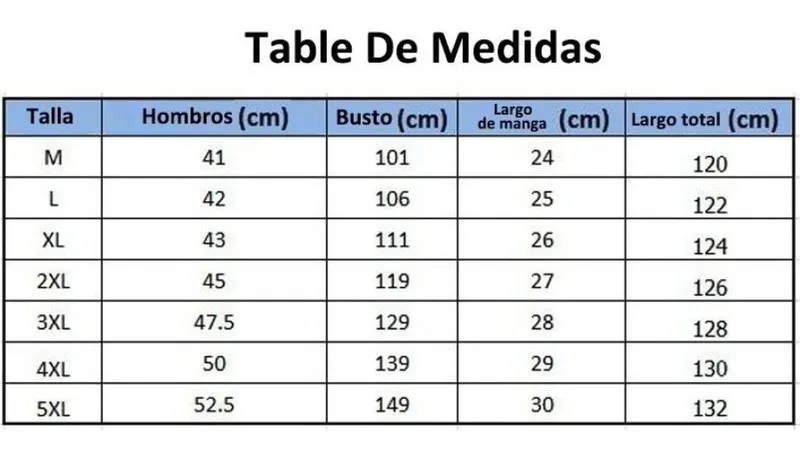 Table De Medidas
Talla Hombros (cm) Busto (cm) Largo de manga (cm) Largo total (cm)
M 41 101 24 120
L 42 106 25 122
XL 43 111 26 124
2XL 45 119 27 126
3XL 47.5 129 28 128
4XL 50 139 29 130
5XL 52.5 149 30 132